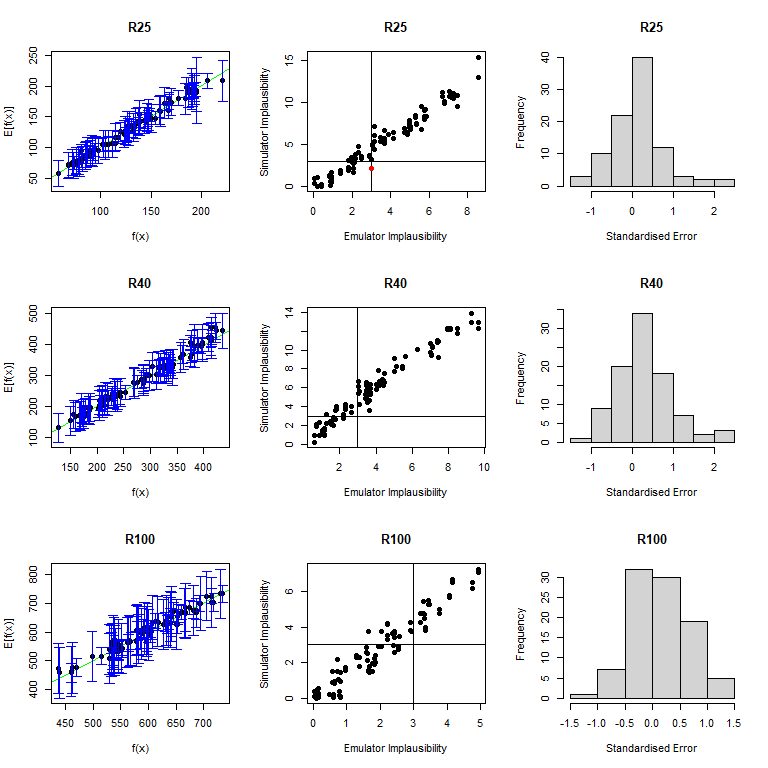 R25 R25 R25
E[f(x)]
50 100 150 200 250
100 150 200
f(x)
Simulator Implausibility
0 5 10 15
0 2 4 6 8
Emulator Implausibility
Frequency
0 10 20 30 40
-1 0 1 2
Standardised Error
R40 R40 R40
E[f(x)]
100 200 300 400 500
150 200 250 300 350 400
f(x)
Simulator Implausibility
0 2 4 6 8 10 12 14
2 4 6 8 10
Emulator Implausibility
Frequency
0 5 10 20 30
-1 0 1 2
Standardised Error
R100 R100 R100
E[f(x)]
400 500 600 700 800
450 500 550 600 650 700
f(x)
Simulator Implausibility
0 2 4 6
0 1 2 3 4 5
Emulator Implausibility
Frequency
0 5 10 15 20 25 30
-1.5 -1.0 -0.5 0.0 0.5 1.0 1.5
Standardised Error